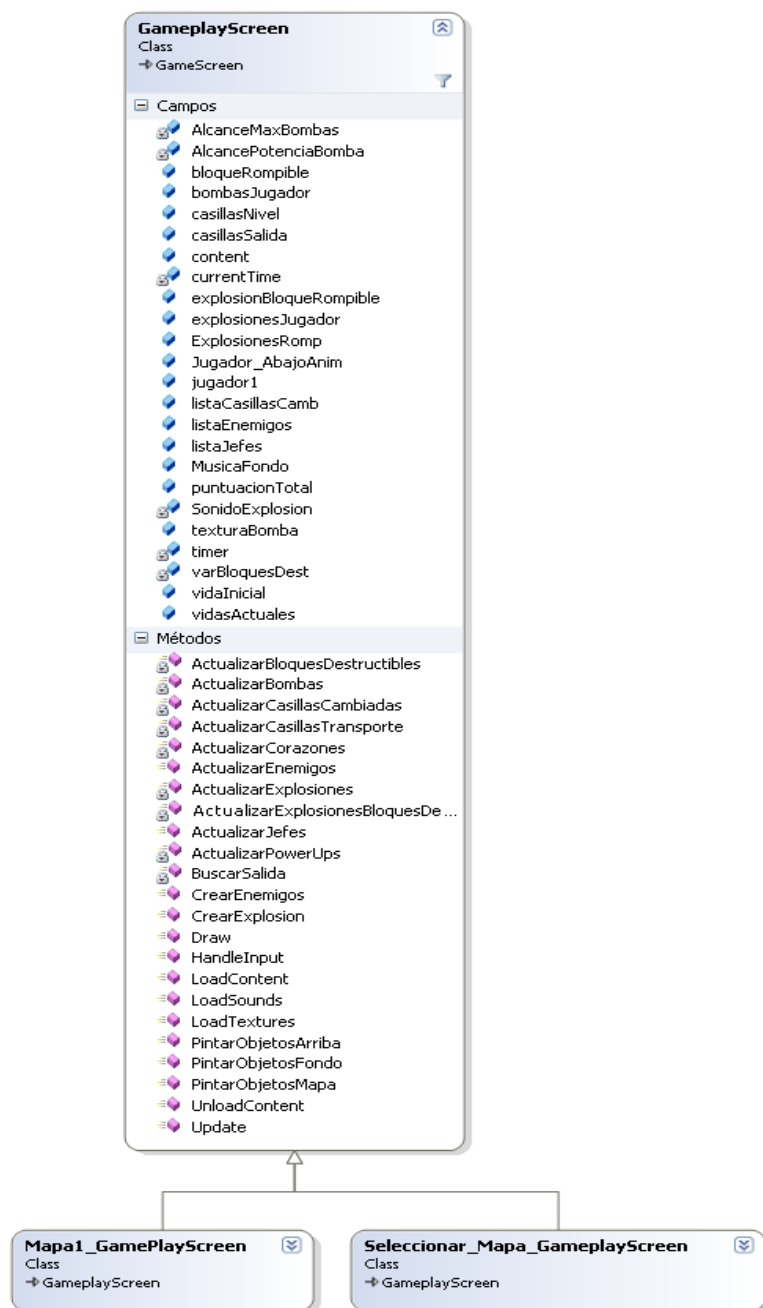 GameplayScreen
Class
GameScreen
Campos
AlcanceMaxBombas
AlcancePotenciaBomba
bloqueRompible
bombasJugador
casillasNivel
casillasSalida
content
currentTime
explosionBloqueRompible
explosionesJugador
ExplosionesRomp
Jugador_AbajoAnim
jugador1
listaCasillasCamb
listaEnemigos
listaJefes
MusicaFondo
puntuacionTotal
SonidoExplosion
texturaBomba
timer
varBloquesDest
vidaInicial
vidasActuales
Métodos
ActualizarBloquesDestructibles
ActualizarBombas
ActualizarCasillasCambiadas
ActualizarCasillasTransporte
ActualizarCorazones
ActualizarEnemigos
ActualizarExplosiones
ActualizarExplosionesBloquesDe...
ActualizarJefes
ActualizarPowerUps
BuscarSalida
CrearEnemigos
CrearExplosion
Draw
HandleInput
LoadContent
LoadSounds
LoadTextures
PintarObjetosArriba
PintarObjetosFondo
PintarObjetosMapa
UnloadContent
Update
Mapa1_GamePlayScreen
Class
GameplayScreen
Seleccionar_Mapa_GameplayScreen
Class
GameplayScreen